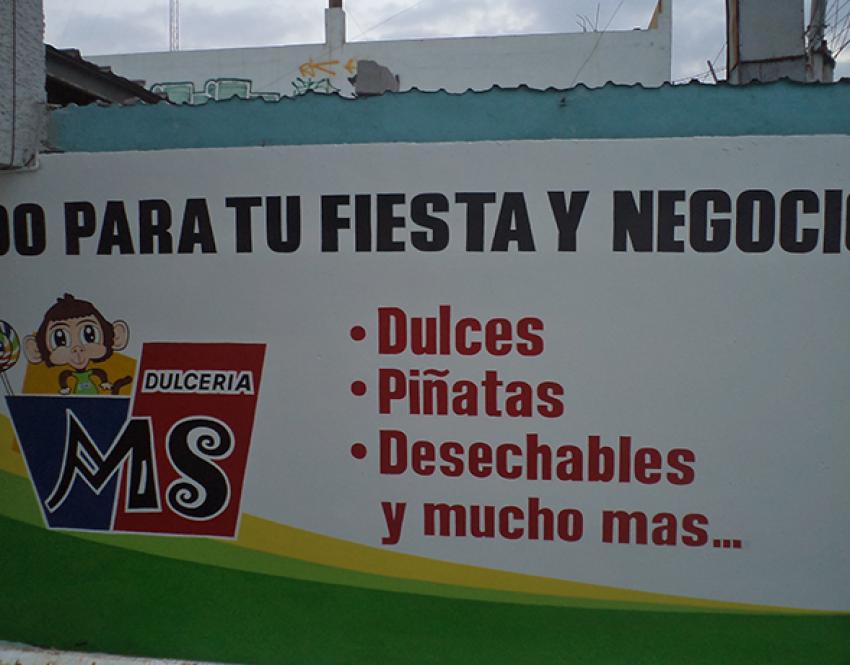 DO PARA TU FIESTA Y NEGOCIO
• Dulces
• Piñatas
• Desechables
y mucho mas...
DULCERIA
MS